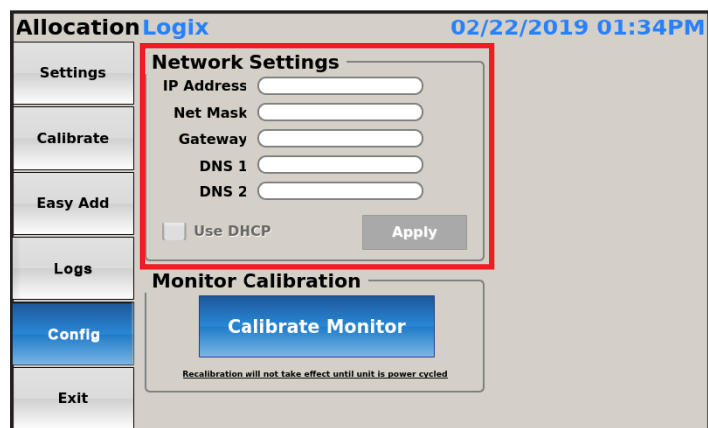 AllocationLogix 02/22/2019 01:34PM
Settings
Calibrate
Easy Add
Logs
Config
Exit
Network Settings
IP Address
Net Mask
Gateway
DNS 1
DNS 2
Use DHCP Apply
Monitor Calibration
Calibrate Monitor
Recalibration will not take effect until unit is power cycled